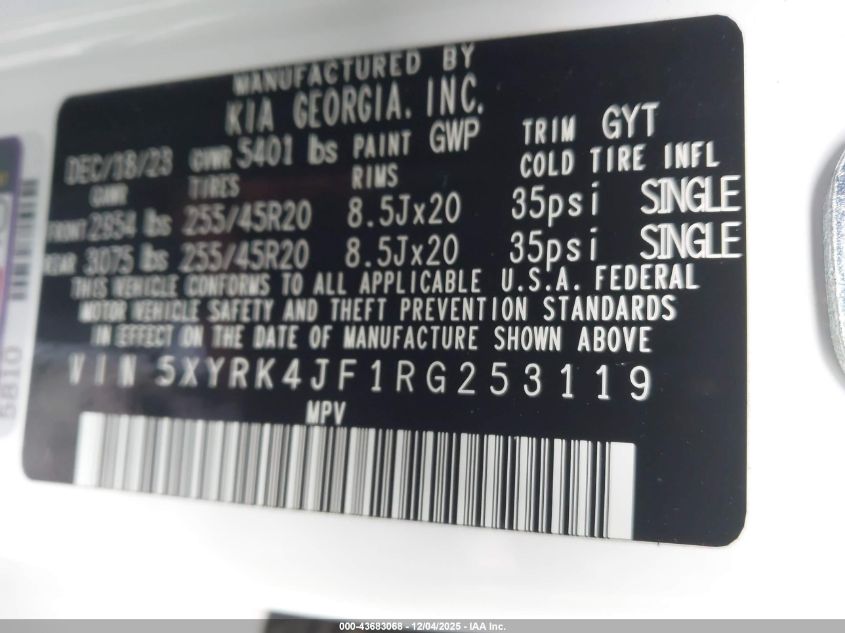 MANUFACTURED BY
KIA GEORGIA. INC.
DEC/18/23 GVWR 5401 lbs PAINT GWP TRIM GYT
GAWR TIRES RIMS COLD TIRE INFL
FRONT 2954 lbs 255/45R20 8.5Jx20 35psi SINGLE
REAR 3075 lbs 255/45R20 8.5Jx20 35psi SINGLE
THIS VEHICLE CONFORMS TO ALL APPLICABLE U.S.A. FEDERAL
MOTOR VEHICLE SAFETY AND THEFT PREVENTION STANDARDS
IN EFFECT ON THE DATE OF MANUFACTURE SHOWN ABOVE
VIN 5XYRK4JF1RG253119
MPV
5810
000-43683068 - 12/04/2025 - IAA Inc.